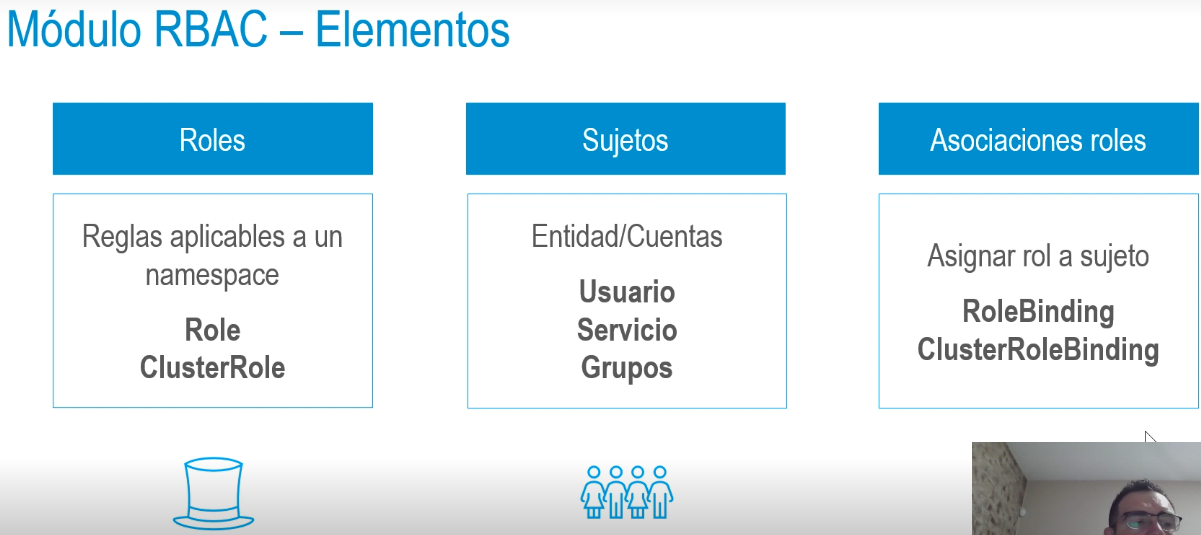 Módulo RBAC – Elementos
Roles
Reglas aplicables a un
namespace
Role
ClusterRole
Sujetos
Entidad/Cuentas
Usuario
Servicio
Grupos
Asociaciones roles
Asignar rol a sujeto
RoleBinding
ClusterRoleBinding